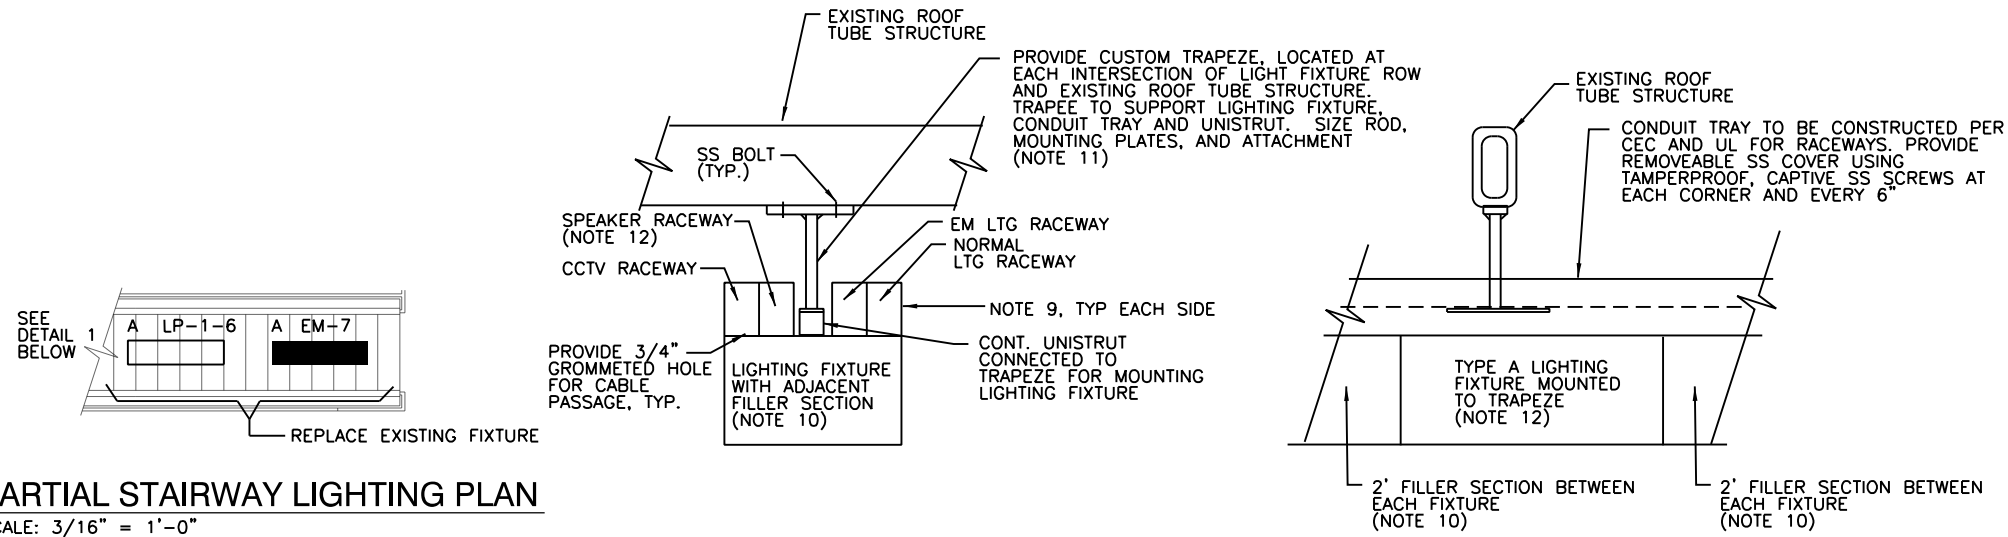 EXISTING ROOF
TUBE STRUCTURE
PROVIDE CUSTOM TRAPEZE, LOCATED AT
EACH INTERSECTION OF LIGHT FIXTURE ROW
AND EXISTING ROOF TUBE STRUCTURE.
TRAPEE TO SUPPORT LIGHTING FIXTURE,
CONDUIT TRAY AND UNISTRUT. SIZE ROD,
MOUNTING PLATES, AND ATTACHMENT
(NOTE 11)
SS BOLT
(TYP.)
SPEAKER RACEWAY
(NOTE 12)
CCTV RACEWAY
EM LTG RACEWAY
NORMAL
LTG RACEWAY
NOTE 9, TYP EACH SIDE
PROVIDE 3/4"
GROMMETED HOLE
FOR CABLE
PASSAGE, TYP.
LIGHTING FIXTURE
WITH ADJACENT
FILLER SECTION
(NOTE 10)
CONT. UNISTRUT
CONNECTED TO
TRAPEZE FOR MOUNTING
LIGHTING FIXTURE
EXISTING ROOF
TUBE STRUCTURE
CONDUIT TRAY TO BE CONSTRUCTED PER
CEC AND UL FOR RACEWAYS. PROVIDE
REMOVEABLE SS COVER USING
TAMPERPROOF, CAPTIVE SS SCREWS AT
EACH CORNER AND EVERY 6"
TYPE A LIGHTING
FIXTURE MOUNTED
TO TRAPEZE
(NOTE 12)
2' FILLER SECTION BETWEEN
EACH FIXTURE
(NOTE 10)
2' FILLER SECTION BETWEEN
EACH FIXTURE
(NOTE 10)
SEE
DETAIL 1
BELOW
A LP-1-6
A EM-7
REPLACE EXISTING FIXTURE
ARTIAL STAIRWAY LIGHTING PLAN
CALE: 3/16" = 1'-0"